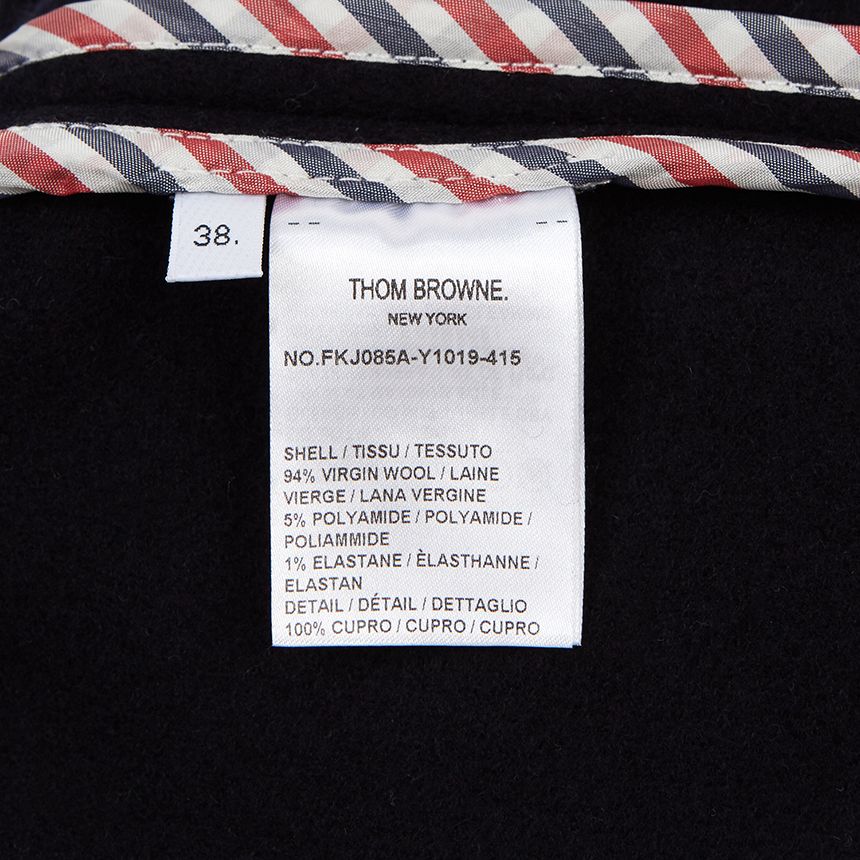 38.
THOM BROWNE.
NEW YORK
NO.FKJ085A-Y1019-415
SHELL / TISSU / TESSUTO
94% VIRGIN WOOL / LAINE
VIERGE / LANA VERGINE
5% POLYAMIDE / POLYAMIDE /
POLIAMMIDE
1% ELASTANE / ÈLASTHANNE /
ELASTAN
DETAIL / DÉTAIL / DETTAGLIO
100% CUPRO / CUPRO / CUPRO